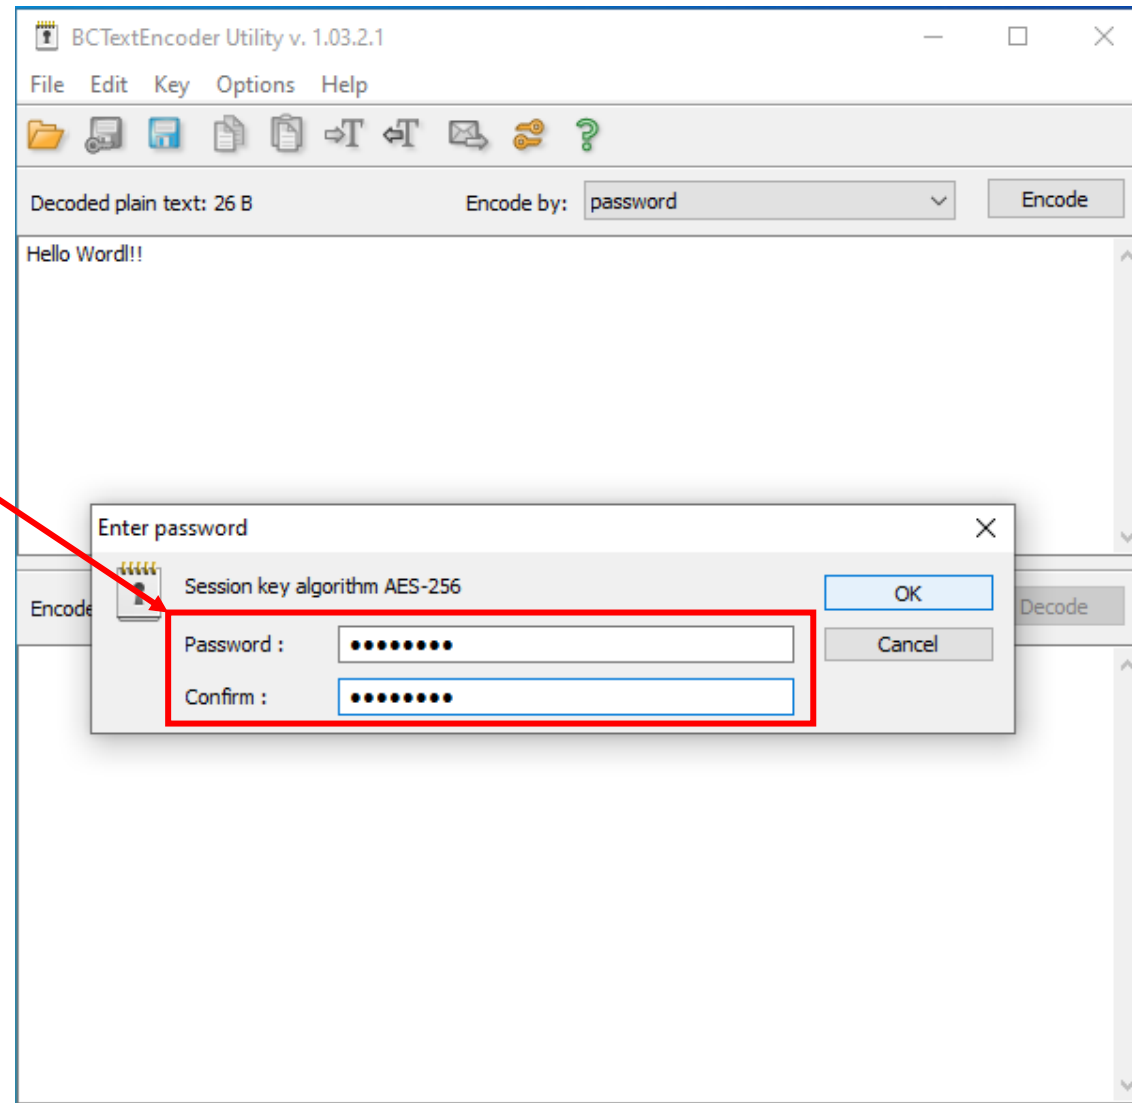 BCTextEncoder Utility v. 1.03.2.1
File Edit Key Options Help
Decoded plain text: 26 B Encode by: password Encode
Hello Wordl!!
Enter password
Session key algorithm AES-256 OK
Encode Decode
Password : Cancel
Confirm :